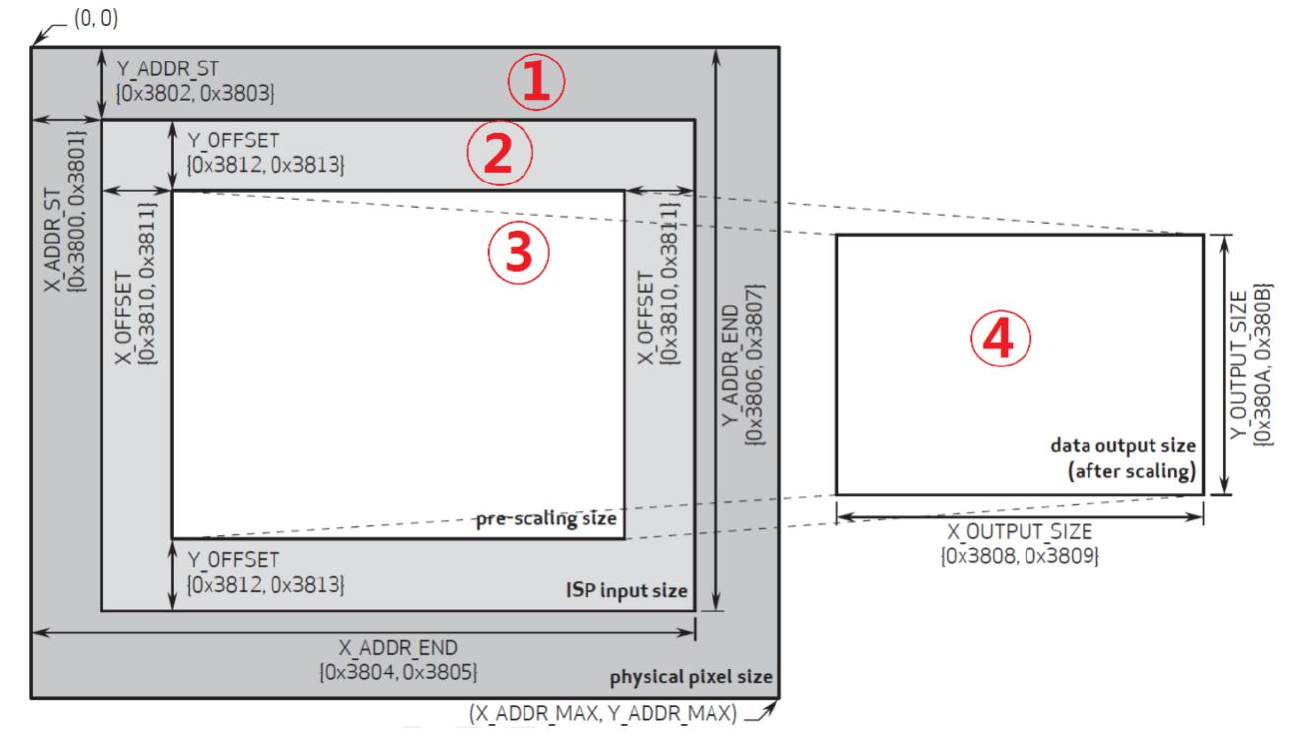 (0, 0)
Y_ADDR_ST
{0x3802, 0x3803}
①
X_ADDR_ST
{0x3800, 0x3801}
Y_OFFSET
{0x3812, 0x3813}
②
X_OFFSET
{0x3810, 0x3811}
③
X_OFFSET
{0x3810, 0x3811}
Y_ADDR_END
{0x3806, 0x3807}
pre-scaling size
Y_OFFSET
{0x3812, 0x3813}
ISP input size
X_ADDR_END
{0x3804, 0x3805}
physical pixel size
(X_ADDR_MAX, Y_ADDR_MAX)
④
data output size
(after scaling)
Y_OUTPUT_SIZE
{0x380A, 0x380B}
X_OUTPUT_SIZE
{0x3808, 0x3809}